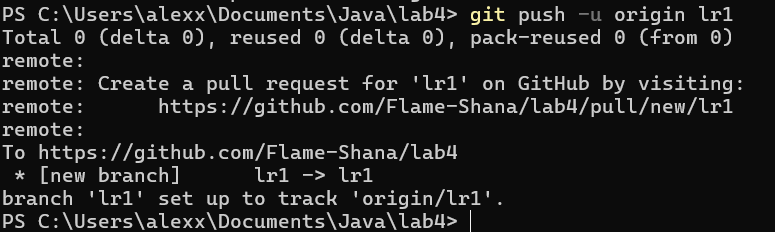 PS C:\Users\alexx\Documents\Java\lab4> git push -u origin lr1
Total 0 (delta 0), reused 0 (delta 0), pack-reused 0 (from 0)
remote:
remote: Create a pull request for 'lr1' on GitHub by visiting:
remote:      https://github.com/Flame-Shana/lab4/pull/new/lr1
remote:
To https://github.com/Flame-Shana/lab4
 * [new branch]      lr1 -> lr1
branch 'lr1' set up to track 'origin/lr1'.
PS C:\Users\alexx\Documents\Java\lab4>